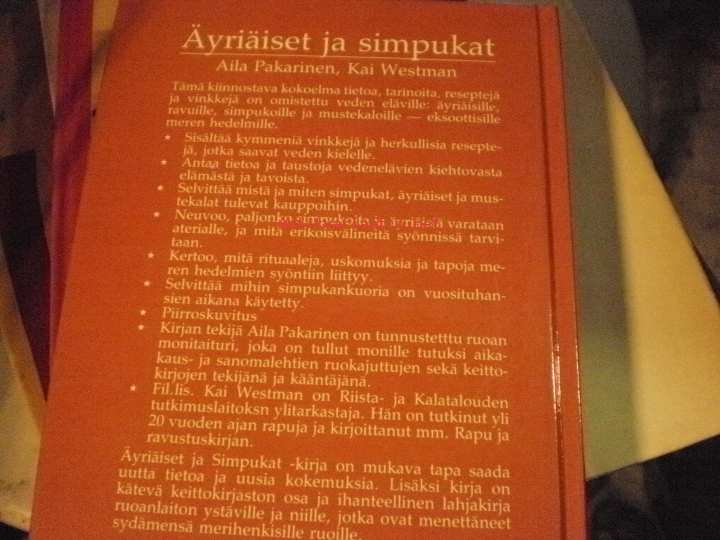 Äyriäiset ja simpukat
Aila Pakarinen, Kai Westman
Tämä kiinnostava kokoelma tietoa, tarinoita, reseptejä
ja vinkkejä on omistettu veden eläville: äyriäisille,
ravuille, simpukoille ja mustekaloille — eksoottisille
meren hedelmille.
★ Sisältää kymmeniä vinkkejä ja herkullisia resepte-
jä, jotka saavat veden kielelle.
★ Antaa tietoa ja taustoja vedenelävien kiehtovasta
elämästä ja tavoista.
★ Selvittää mistä ja miten simpukat, äyriäiset ja mus-
tekalat tulevat kauppoihin.
★ Neuvoo, paljonko simpukoita ja äyriäisiä varataan
aterialle, ja mitä erikoisvälineitä syönnissä tarvi-
taan.
★ Kertoo, mitä rituaaleja, uskomuksia ja tapoja me-
ren hedelmien syöntiin liittyy.
★ Selvittää mihin simpukankuoria on vuosituhan-
sien aikana käytetty.
★ Piirroskuvitus
★ Kirjan tekijä Aila Pakarinen on tunnustetttu ruoan
monitaituri, joka on tullut monille tutuksi aika-
kaus- ja sanomalehtien ruokajuttujen sekä keitto-
kirjojen tekijänä ja kääntäjänä.
★ Fil.lis. Kai Westman on Riista- ja Kalatalouden
tutkimuslaitoksn ylitarkastaja. Hän on tutkinut yli
20 vuoden ajan rapuja ja kirjoittanut mm. Rapu ja
ravustuskirjan.
Äyriäiset ja Simpukat -kirja on mukava tapa saada
uutta tietoa ja uusia kokemuksia. Lisäksi kirja on
kätevä keittokirjaston osa ja ihanteellinen lahjakirja
ruoanlaiton ystäville ja niille, jotka ovat menettäneet
sydämensä merihenkisille ruoille.